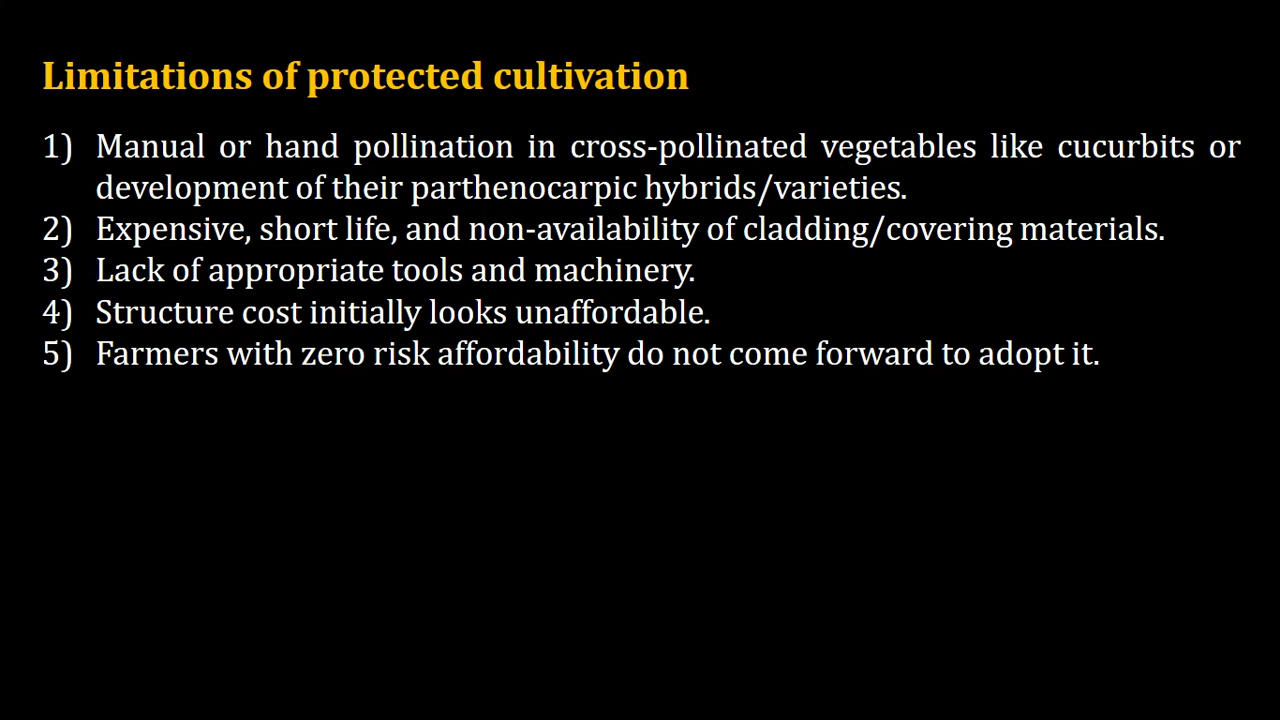 Limitations of protected cultivation
1) Manual or hand pollination in cross-pollinated vegetables like cucurbits or
development of their parthenocarpic hybrids/varieties.
2) Expensive, short life, and non-availability of cladding/covering materials.
3) Lack of appropriate tools and machinery.
4) Structure cost initially looks unaffordable.
5) Farmers with zero risk affordability do not come forward to adopt it.